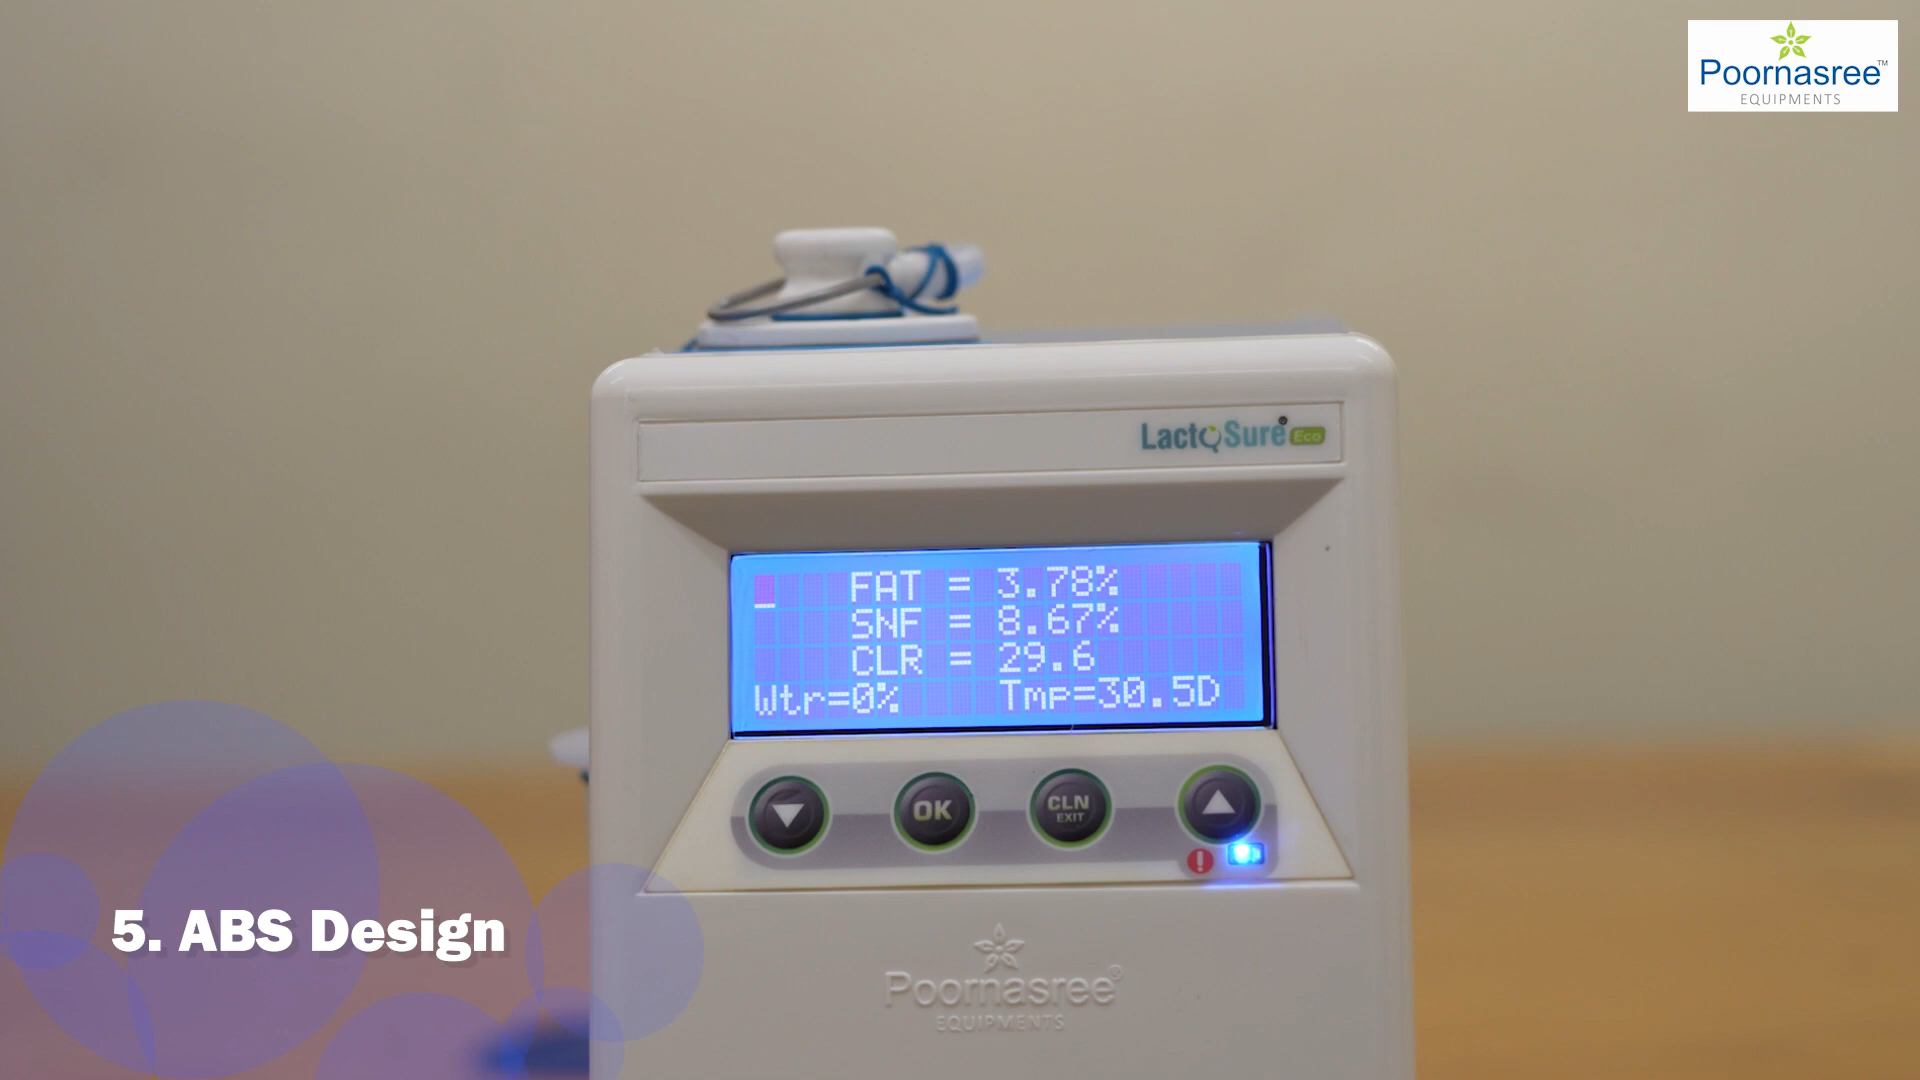 Poornasree™
EQUIPMENTS
LactoSure® Eco
FAT = 3.78%
SNF = 8.67%
CLR = 29.6
Wtr=0% Tmp=30.5D
OK
CLN
EXIT
!
5. ABS Design
Poornasree®
EQUIPMENTS